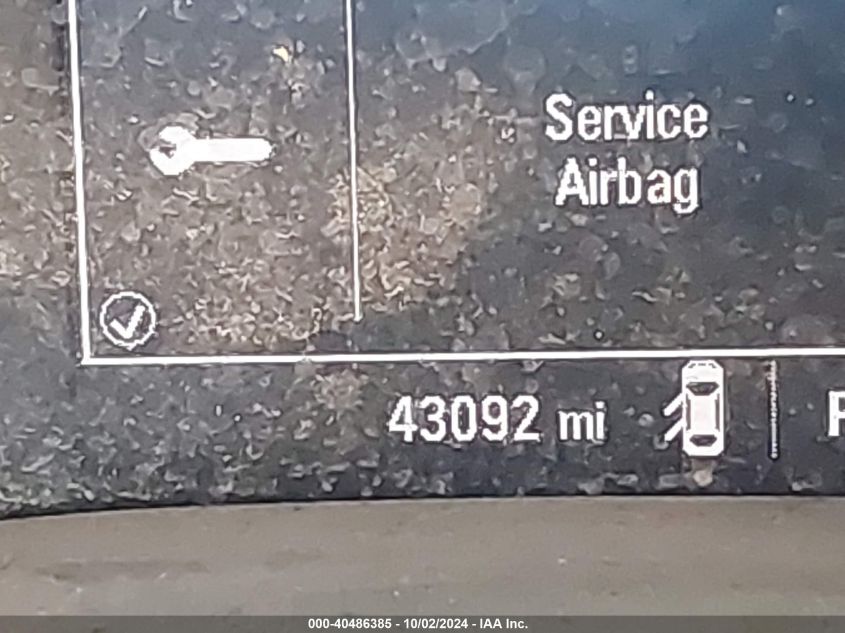 Service
Airbag
43092 mi
000-40486385 - 10/02/2024 - IAA Inc.